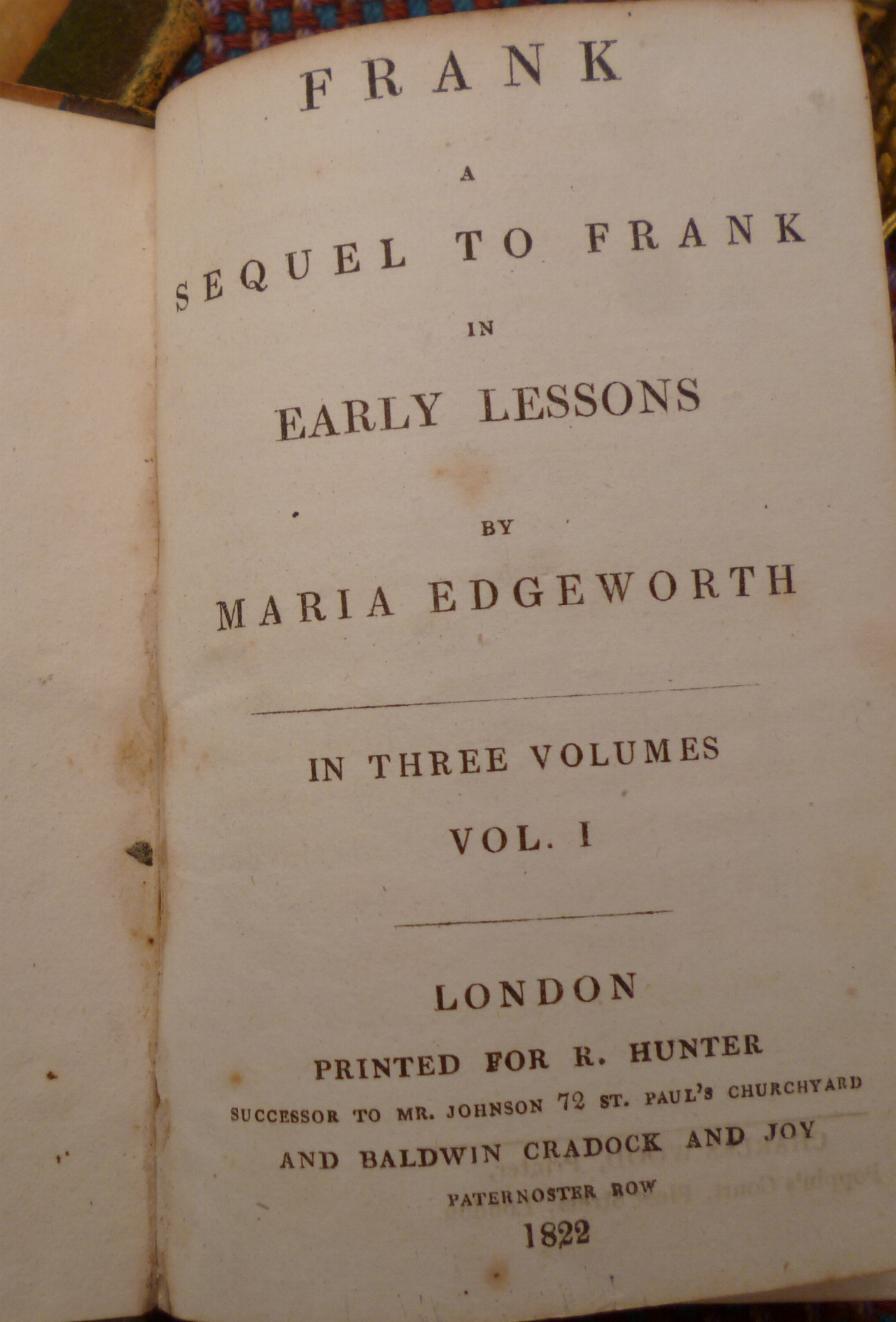 FRANK
A
SEQUEL TO FRANK
IN
EARLY LESSONS
BY
MARIA EDGEWORTH
IN THREE VOLUMES
VOL. I
LONDON
PRINTED FOR R. HUNTER
SUCCESSOR TO MR. JOHNSON 72 ST. PAUL'S CHURCHYARD
AND BALDWIN CRADOCK AND JOY
PATERNOSTER ROW
1822